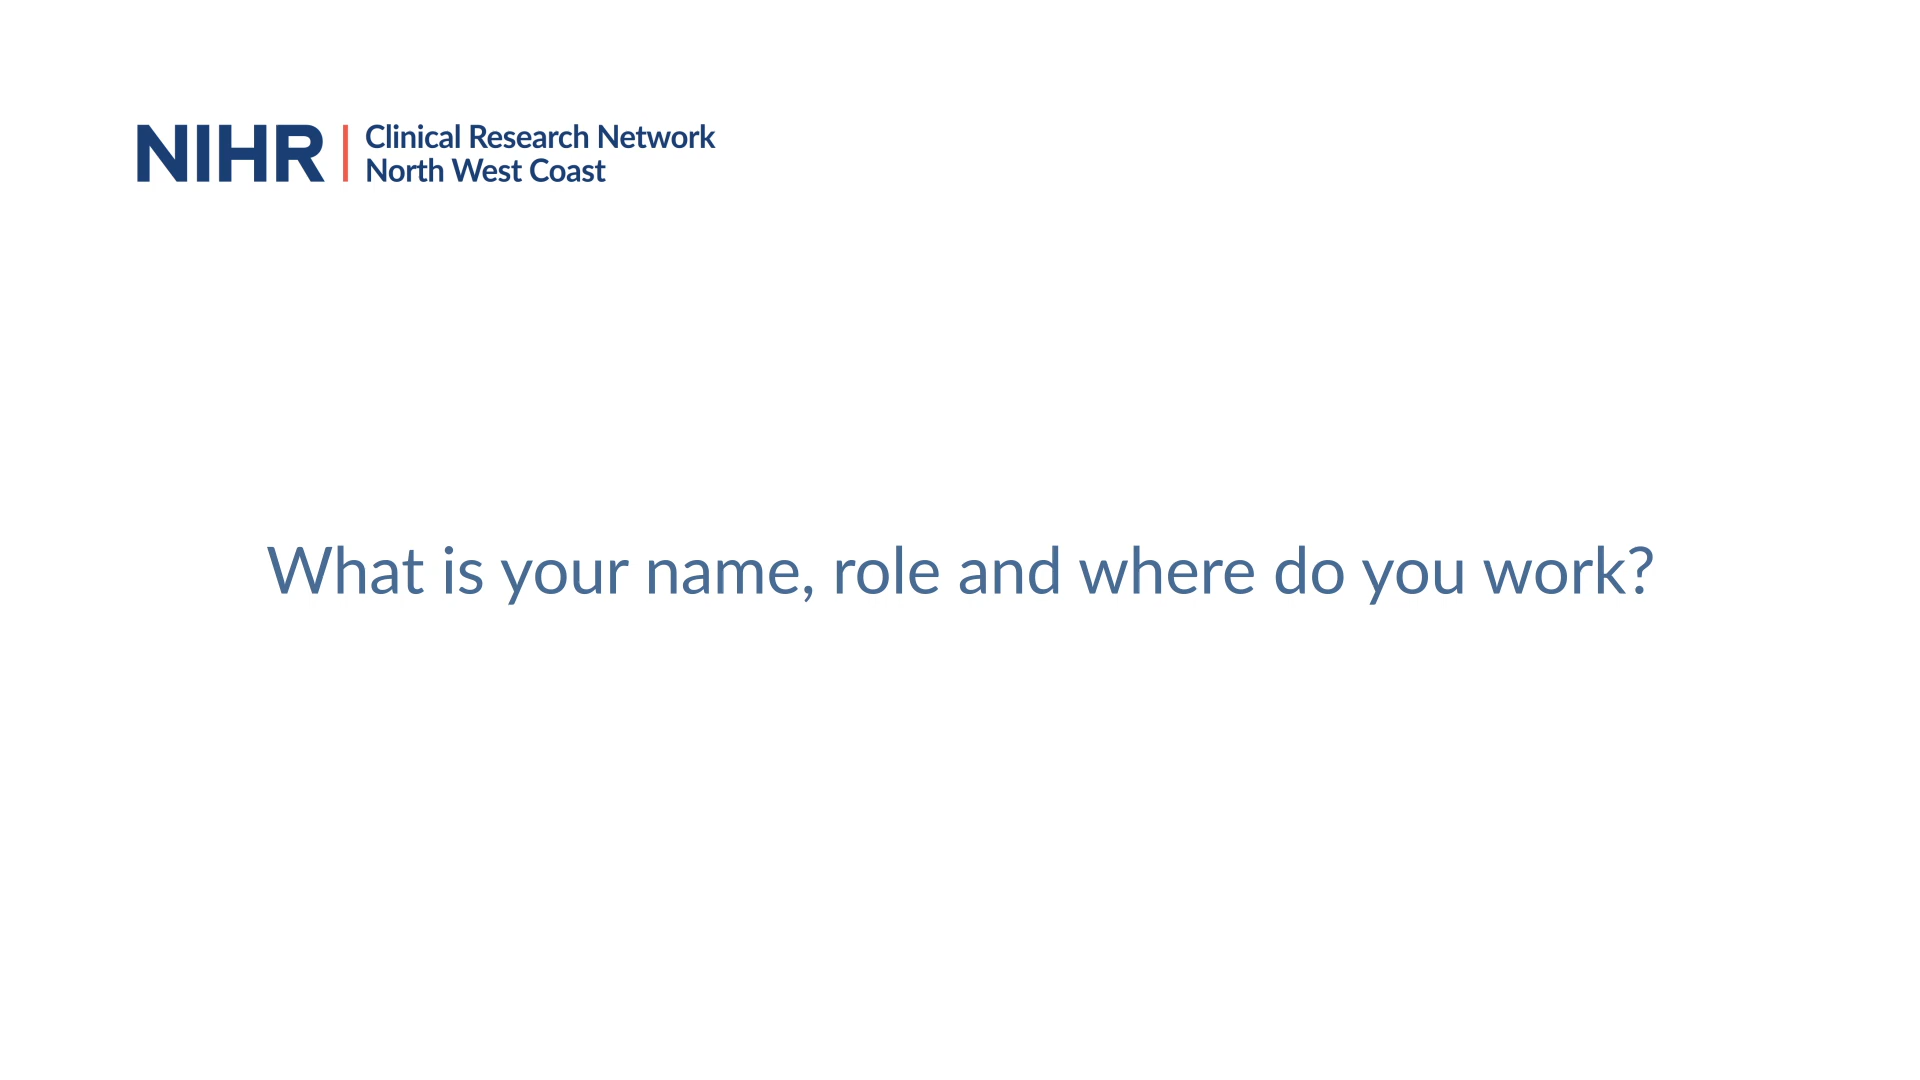 NIHR
Clinical Research Network
North West Coast
What is your name, role and where do you work?